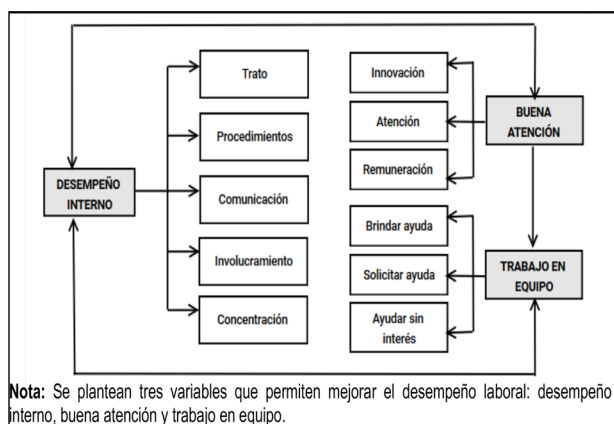 Trato
Procedimientos
Comunicación
Involucramiento
Concentración
DESEMPEÑO
INTERNO
Innovación
Atención
Remuneración
BUENA
ATENCIÓN
Brindar ayuda
Solicitar ayuda
Ayudar sin
interés
TRABAJO EN
EQUIPO
Nota: Se plantean tres variables que permiten mejorar el desempeño laboral: desempeño
interno, buena atención y trabajo en equipo.